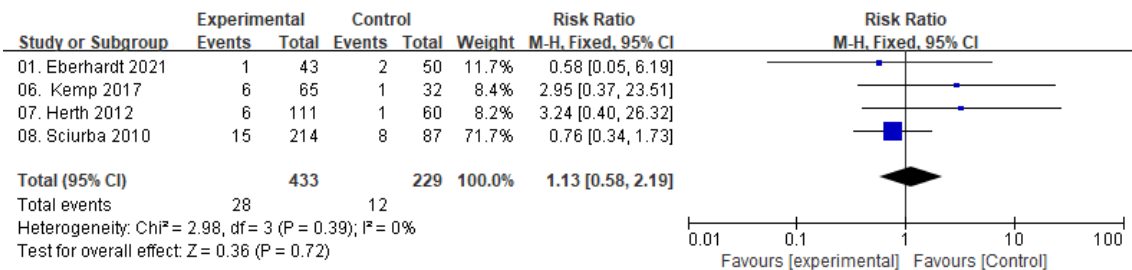 Experimental Control Risk Ratio Risk Ratio
Study or Subgroup Events Total Events Total Weight M-H, Fixed, 95% CI M-H, Fixed, 95% CI
01. Eberhardt 2021 1 43 2 50 11.7% 0.58 [0.05, 6.19]
06. Kemp 2017 6 65 1 32 8.4% 2.95 [0.37, 23.51]
07. Herth 2012 6 111 1 60 8.2% 3.24 [0.40, 26.32]
08. Sciurba 2010 15 214 8 87 71.7% 0.76 [0.34, 1.73]
Total (95% CI) 433 229 100.0% 1.13 [0.58, 2.19]
Total events 28 12
Heterogeneity: Chi² = 2.98, df = 3 (P = 0.39); I² = 0%
Test for overall effect: Z = 0.36 (P = 0.72)
0.01 0.1 1 10 100
Favours [experimental] Favours [Control]